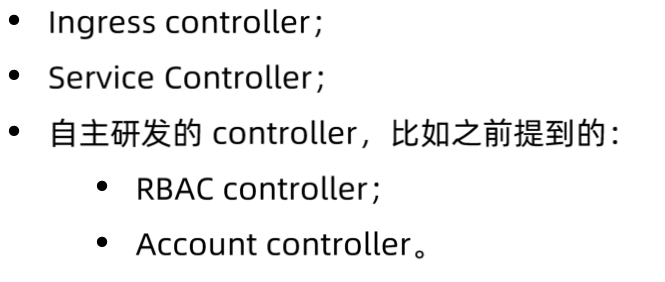 • Ingress controller；
• Service Controller；
• 自主研发的 controller，比如之前提到的：
• RBAC controller；
• Account controller。